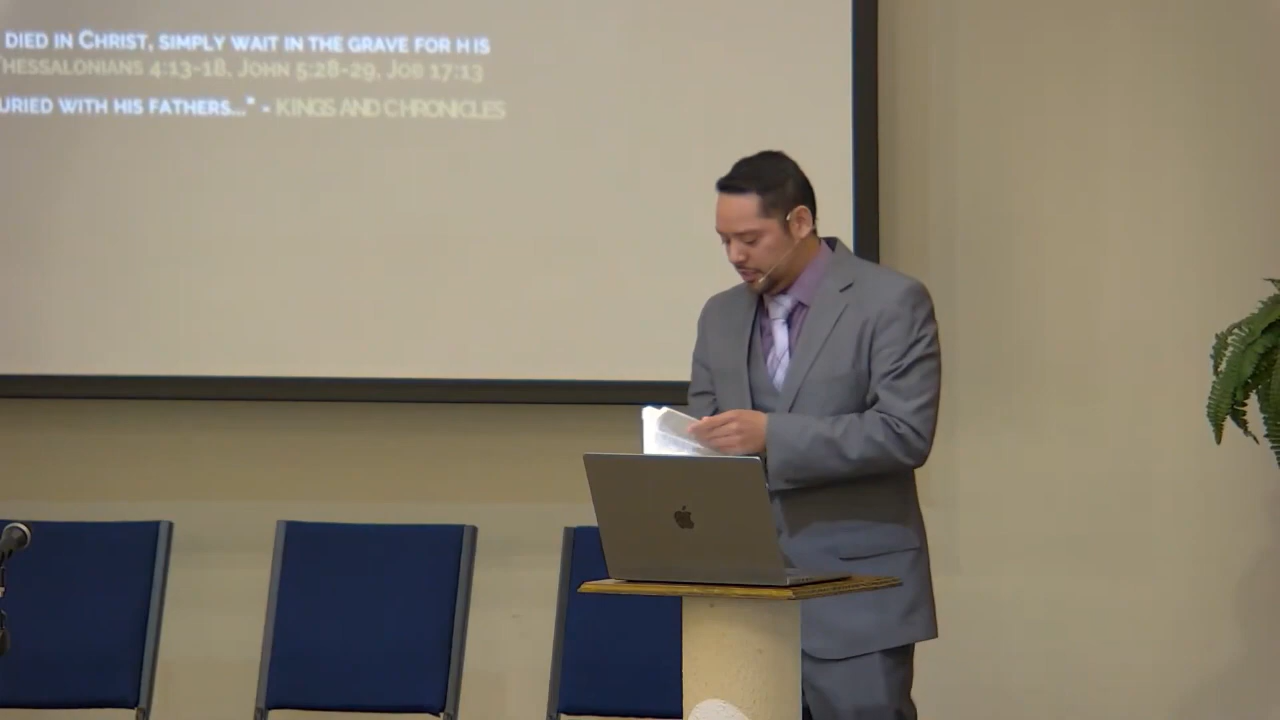 DIED IN CHRIST, SIMPLY WAIT IN THE GRAVE FOR HIS
THESSALONIANS 4:13-18, JOHN 5:28-29, JOB 17:13
URIED WITH HIS FATHERS..." - KINGS AND CHRONICLES